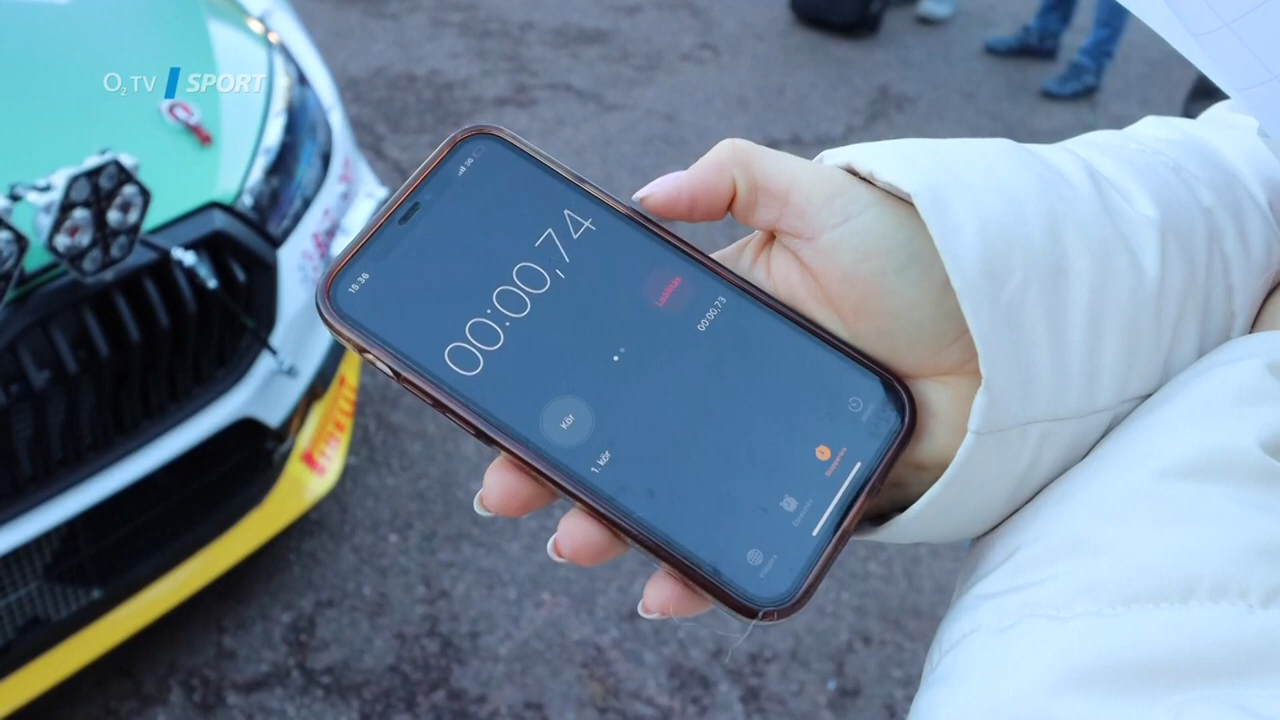 O₂ TV SPORT
15:36
00:00,74
Kör
Leállítás
1. kör
00:00,73
PIRELLI